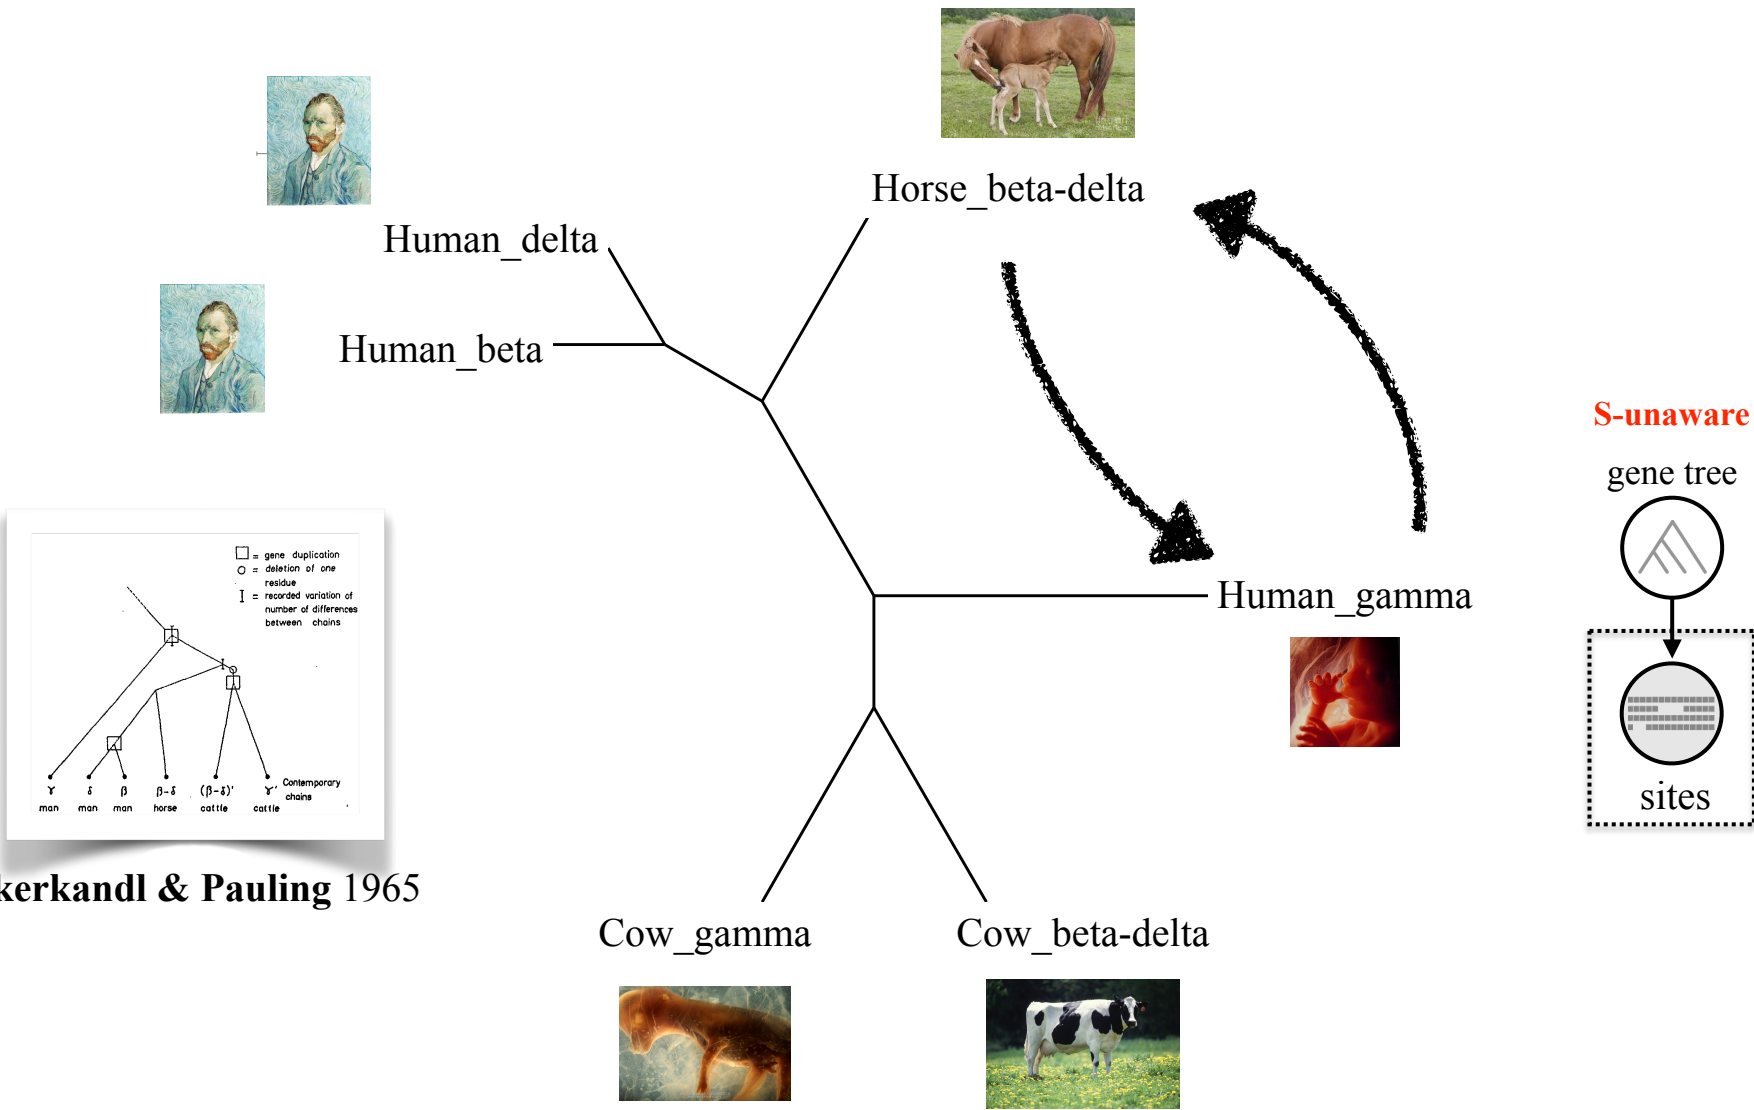 Horse_beta-delta
Human_delta
Human_beta
S-unaware
gene tree
= gene duplication
= deletion of one
residue
= recorded variation of
number of differences
between chains
Human_gamma
γ δ β β-δ (β-δ)' γ' Contemporary
chains
man man man horse cattle cattle
sites
kerkandl & Pauling 1965
Cow_gamma
Cow_beta-delta